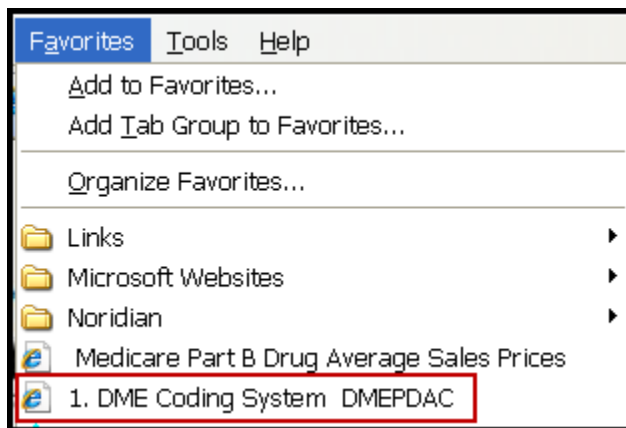 Favorites Tools Help
Add to Favorites...
Add Tab Group to Favorites...
Organize Favorites...
Links
Microsoft Websites
Noridian
Medicare Part B Drug Average Sales Prices
1. DME Coding System DMEPDAC